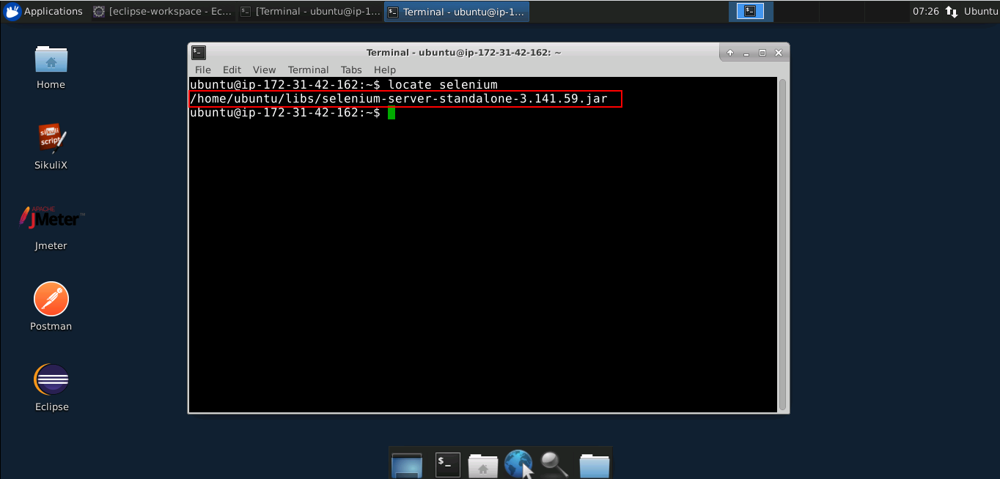 Applications
[eclipse-workspace - Ec...
[Terminal - ubuntu@ip-1...
Terminal - ubuntu@ip-1...
07:26
Ubuntu
Home
sikuli
script
SikuliX
APACHE
JMeter™
Jmeter
Postman
Eclipse
Terminal - ubuntu@ip-172-31-42-162: ~
File Edit View Terminal Tabs Help
ubuntu@ip-172-31-42-162:~$ locate selenium
/home/ubuntu/libs/selenium-server-standalone-3.141.59.jar
ubuntu@ip-172-31-42-162:~$
$_